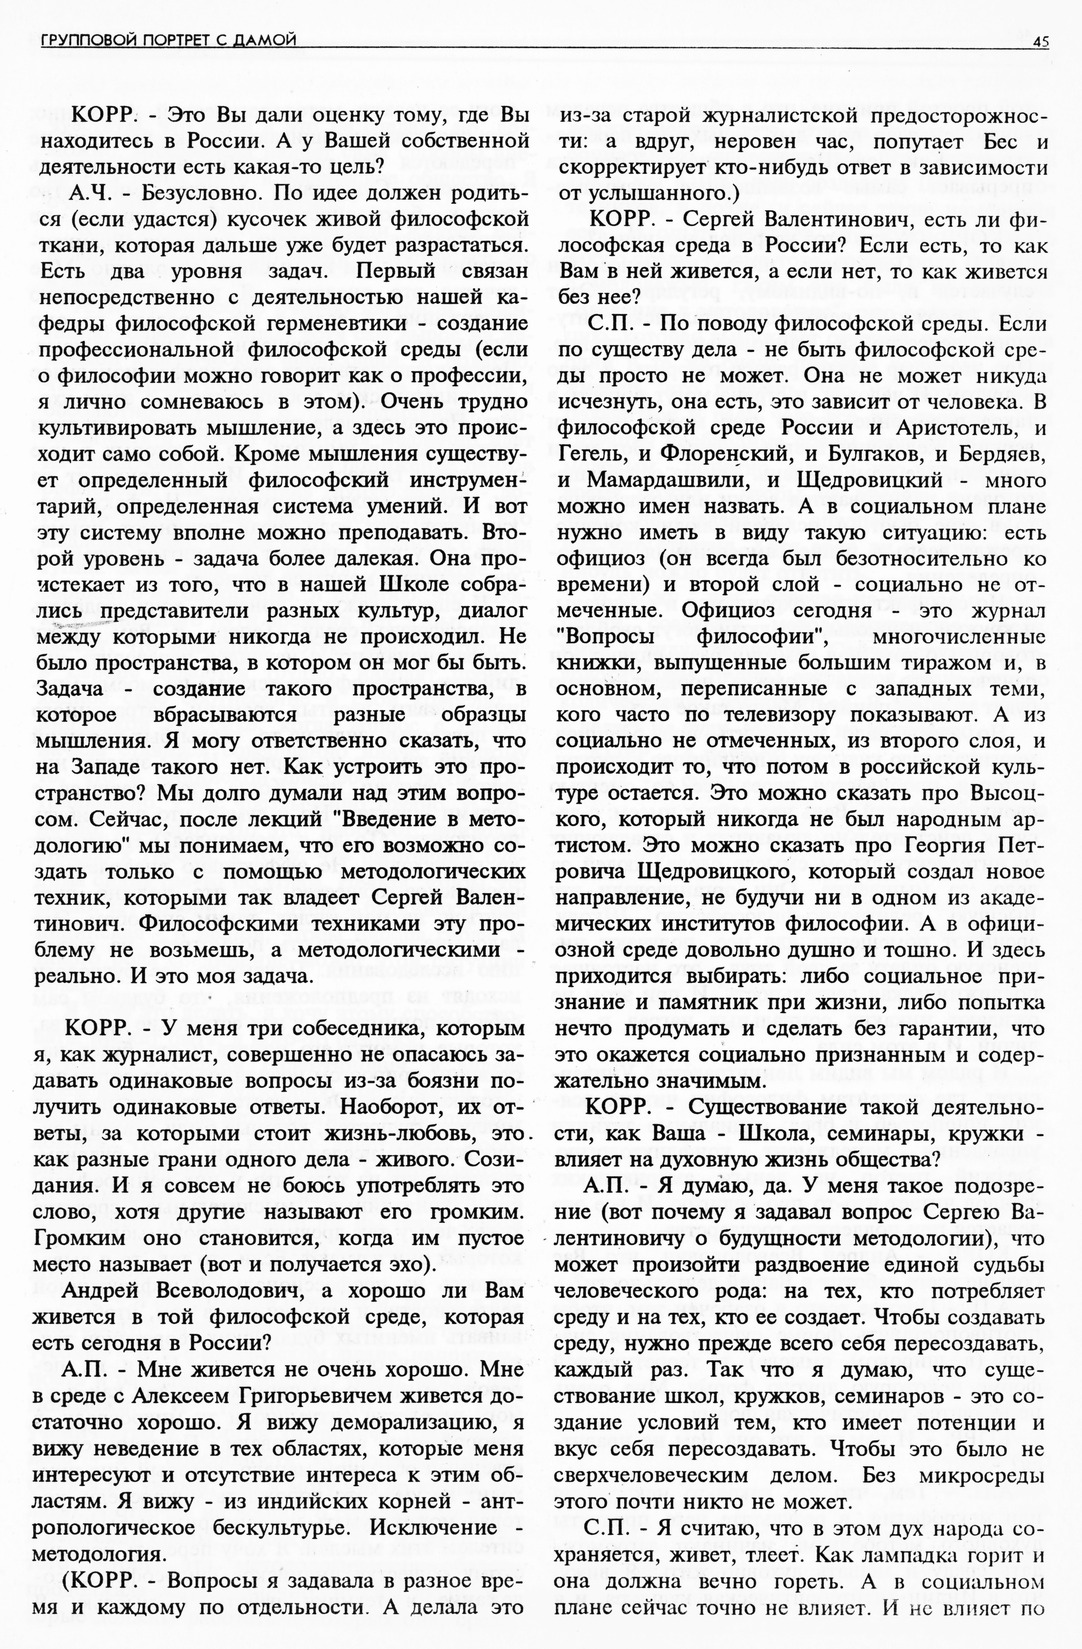 ГРУППОВОЙ ПОРТРЕТ С ДАМОЙ 45
КОРР. - Это Вы дали оценку тому, где Вы
находитесь в России. А у Вашей собственной
деятельности есть какая-то цель?
А.Ч. - Безусловно. По идее должен родить-
ся (если удастся) кусочек живой философской
ткани, которая дальше уже будет разрастаться.
Есть два уровня задач. Первый связан
непосредственно с деятельностью нашей ка-
федры философской герменевтики - создание
профессиональной философской среды (если
о философии можно говорит как о профессии,
я лично сомневаюсь в этом). Очень трудно
культивировать мышление, а здесь это проис-
ходит само собой. Кроме мышления существу-
ет определенный философский инструмен-
тарий, определенная система умений. И вот
эту систему вполне можно преподавать. Вто-
рой уровень - задача более далекая. Она про-
истекает из того, что в нашей Школе собра-
лись представители разных культур, диалог
между которыми никогда не происходил. Не
было пространства, в котором он мог бы быть.
Задача - создание такого пространства, в
которое вбрасываются разные образцы
мышления. Я могу ответственно сказать, что
на Западе такого нет. Как устроить это про-
странство? Мы долго думали над этим вопро-
сом. Сейчас, после лекций "Введение в мето-
дологию" мы понимаем, что его возможно со-
здать только с помощью методологических
техник, которыми так владеет Сергей Вален-
тинович. Философскими техниками эту про-
блему не возьмешь, а методологическими -
реально. И это моя задача.
КОРР. - У меня три собеседника, которым
я, как журналист, совершенно не опасаюсь за-
давать одинаковые вопросы из-за боязни по-
лучить одинаковые ответы. Наоборот, их от-
веты, за которыми стоит жизнь-любовь, это
как разные грани одного дела - живого. Сози-
дания. И я совсем не боюсь употреблять это
слово, хотя другие называют его громким.
Громким оно становится, когда им пустое
место называет (вот и получается эхо).
Андрей Всеволодович, а хорошо ли Вам
живется в той философской среде, которая
есть сегодня в России?
А.П. - Мне живется не очень хорошо. Мне
в среде с Алексеем Григорьевичем живется до-
статочно хорошо. Я вижу деморализацию, я
вижу неведение в тех областях, которые меня
интересуют и отсутствие интереса к этим об-
ластям. Я вижу - из индийских корней - ант-
ропологическое бескультурье. Исключение -
методология.
(КОРР. - Вопросы я задавала в разное вре-
мя и каждому по отдельности. А делала это
из-за старой журналистской предосторожнос-
ти: а вдруг, неровен час, попутает Бес и
скорректирует кто-нибудь ответ в зависимости
от услышанного.)
КОРР. - Сергей Валентинович, есть ли фи-
лософская среда в России? Если есть, то как
Вам в ней живется, а если нет, то как живется
без нее?
С.П. - По поводу философской среды. Если
по существу дела - не быть философской сре-
ды просто не может. Она не может никуда
исчезнуть, она есть, это зависит от человека. В
философской среде России и Аристотель, и
Гегель, и Флоренский, и Булгаков, и Бердяев,
и Мамардашвили, и Щедровицкий - много
можно имен назвать. А в социальном плане
нужно иметь в виду такую ситуацию: есть
официоз (он всегда был безотносительно ко
времени) и второй слой - социально не от-
меченные. Официоз сегодня - это журнал
"Вопросы философии", многочисленные
книжки, выпущенные большим тиражом и, в
основном, переписанные с западных теми,
кого часто по телевизору показывают. А из
социально не отмеченных, из второго слоя, и
происходит то, что потом в российской куль-
туре остается. Это можно сказать про Высоц-
кого, который никогда не был народным ар-
тистом. Это можно сказать про Георгия Пет-
ровича Щедровицкого, который создал новое
направление, не будучи ни в одном из акаде-
мических институтов философии. А в офици-
озной среде довольно душно и тошно. И здесь
приходится выбирать: либо социальное при-
знание и памятник при жизни, либо попытка
нечто продумать и сделать без гарантии, что
это окажется социально признанным и содер-
жательно значимым.
КОРР. - Существование такой деятельно-
сти, как Ваша - Школа, семинары, кружки -
влияет на духовную жизнь общества?
А.П. - Я думаю, да. У меня такое подозре-
ние (вот почему я задавал вопрос Сергею Ва-
лентиновичу о будущности методологии), что
может произойти раздвоение единой судьбы
человеческого рода: на тех, кто потребляет
среду и на тех, кто ее создает. Чтобы создавать
среду, нужно прежде всего себя пересоздавать,
каждый раз. Так что я думаю, что суще-
ствование школ, кружков, семинаров - это со-
здание условий тем, кто имеет потенции и
вкус себя пересоздавать. Чтобы это было не
сверхчеловеческим делом. Без микросреды
этого почти никто не может.
С.П. - Я считаю, что в этом дух народа со-
храняется, живет, тлеет. Как лампадка горит и
она должна вечно гореть. А в социальном
плане сейчас точно не влияет. И не влияет по